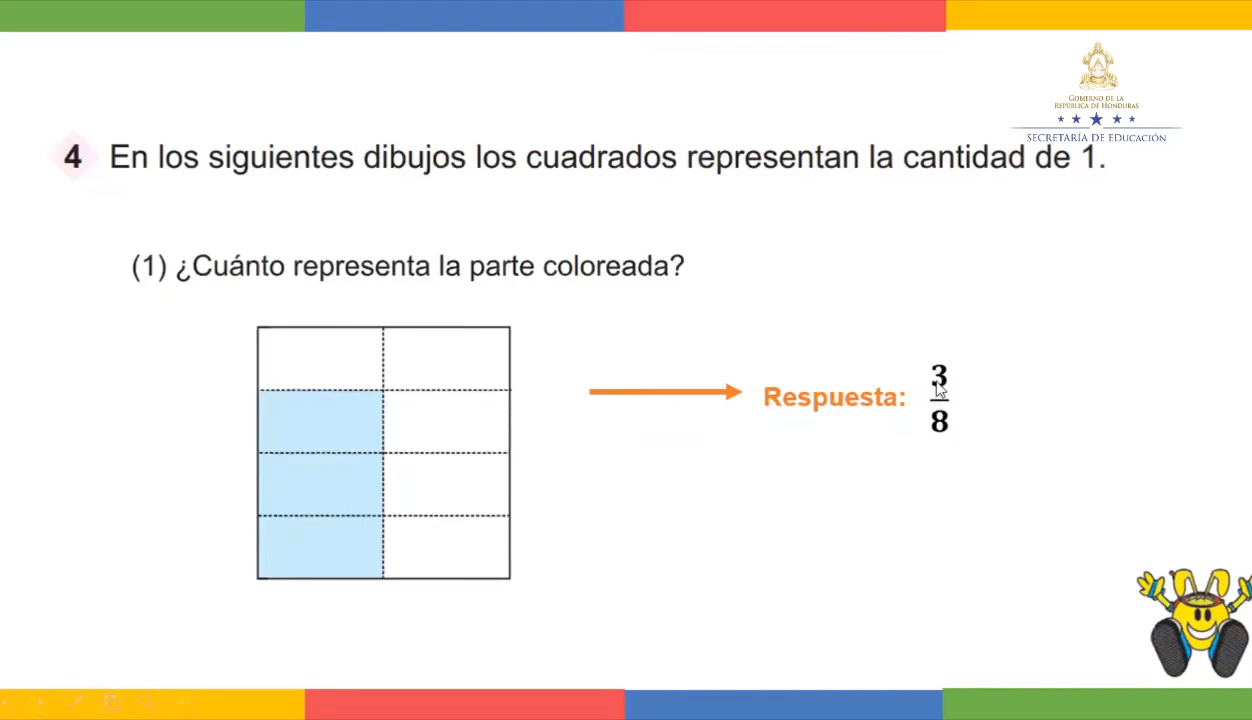 GOBIERNO DE LA
REPÚBLICA DE HONDURAS
SECRETARÍA DE EDUCACIÓN
4 En los siguientes dibujos los cuadrados representan la cantidad de 1.
(1) ¿Cuánto representa la parte coloreada?
Respuesta: 3/8